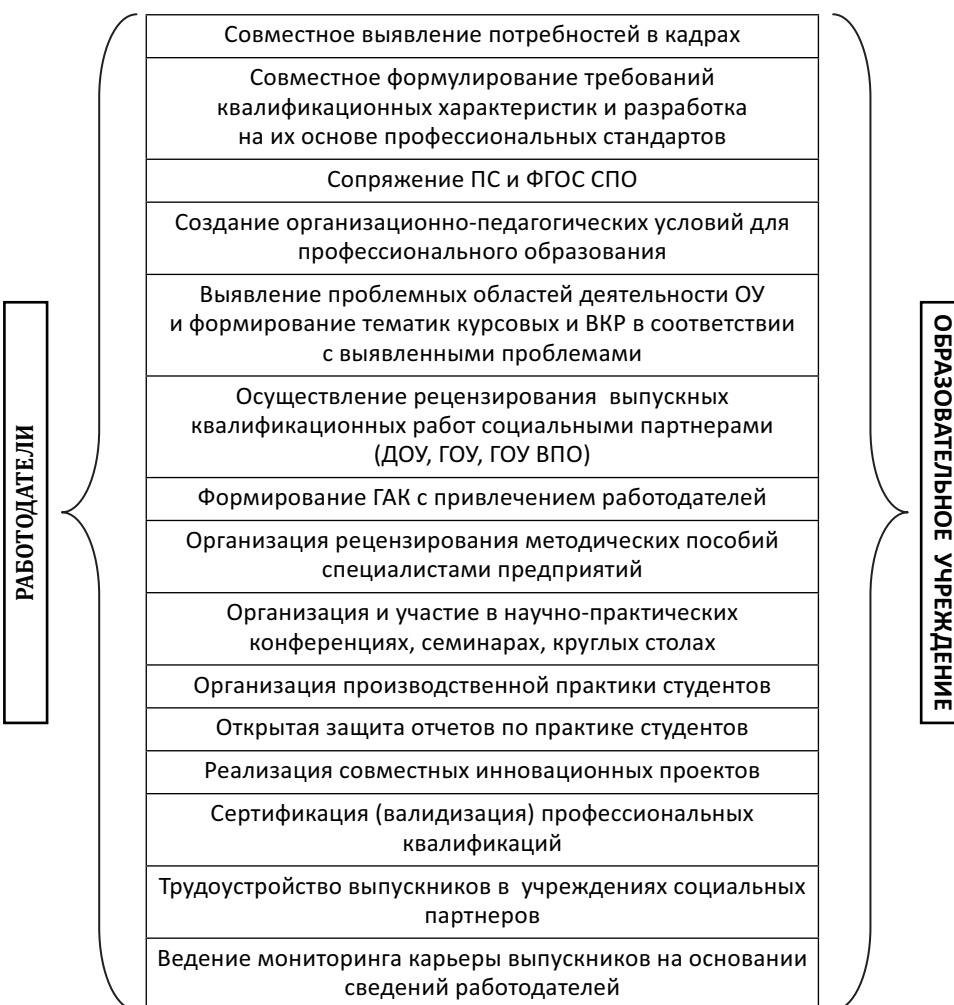 Совместное выявление потребностей в кадрах
Совместное формулирование требований
квалификационных характеристик и разработка
на их основе профессиональных стандартов
Сопряжение ПС и ФГОС СПО
Создание организационно-педагогических условий для
профессионального образования
Выявление проблемных областей деятельности ОУ
и формирование тематик курсовых и ВКР в соответствии
с выявленными проблемами
Осуществление рецензирования выпускных
квалификационных работ социальными партнерами
(ДОУ, ГОУ, ГОУ ВПО)
Формирование ГАК с привлечением работодателей
Организация рецензирования методических пособий
специалистами предприятий
Организация и участие в научно-практических
конференциях, семинарах, круглых столах
Организация производственной практики студентов
Открытая защита отчетов по практике студентов
Реализация совместных инновационных проектов
Сертификация (валидизация) профессиональных
квалификаций
Трудоустройство выпускников в учреждениях социальных
партнеров
Ведение мониторинга карьеры выпускников на основании
сведений работодателей
РАБОТОДАТЕЛИ
ОБРАЗОВАТЕЛЬНОЕ УЧРЕЖДЕНИЕ